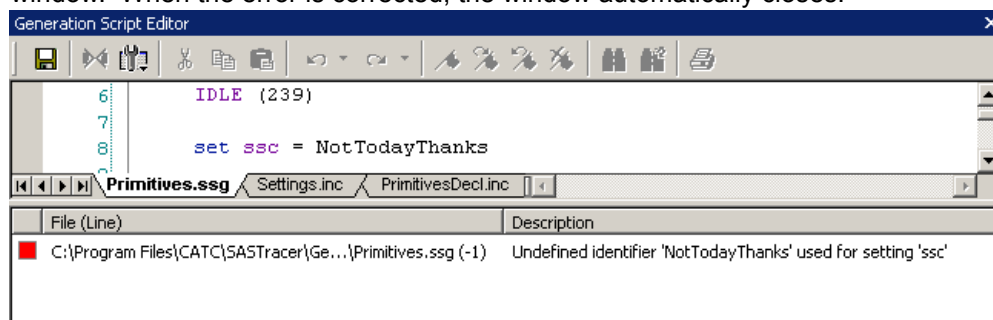 window. When the error is corrected, the window automatically closes.
Generation Script Editor
6 IDLE (239)
7
8 set ssc = NotTodayThanks
Primitives.ssg Settings.inc PrimitivesDecl.inc
File (Line) Description
C:\Program Files\CATC\SASTracer\Ge...\Primitives.ssg (-1) Undefined identifier 'NotTodayThanks' used for setting 'ssc'